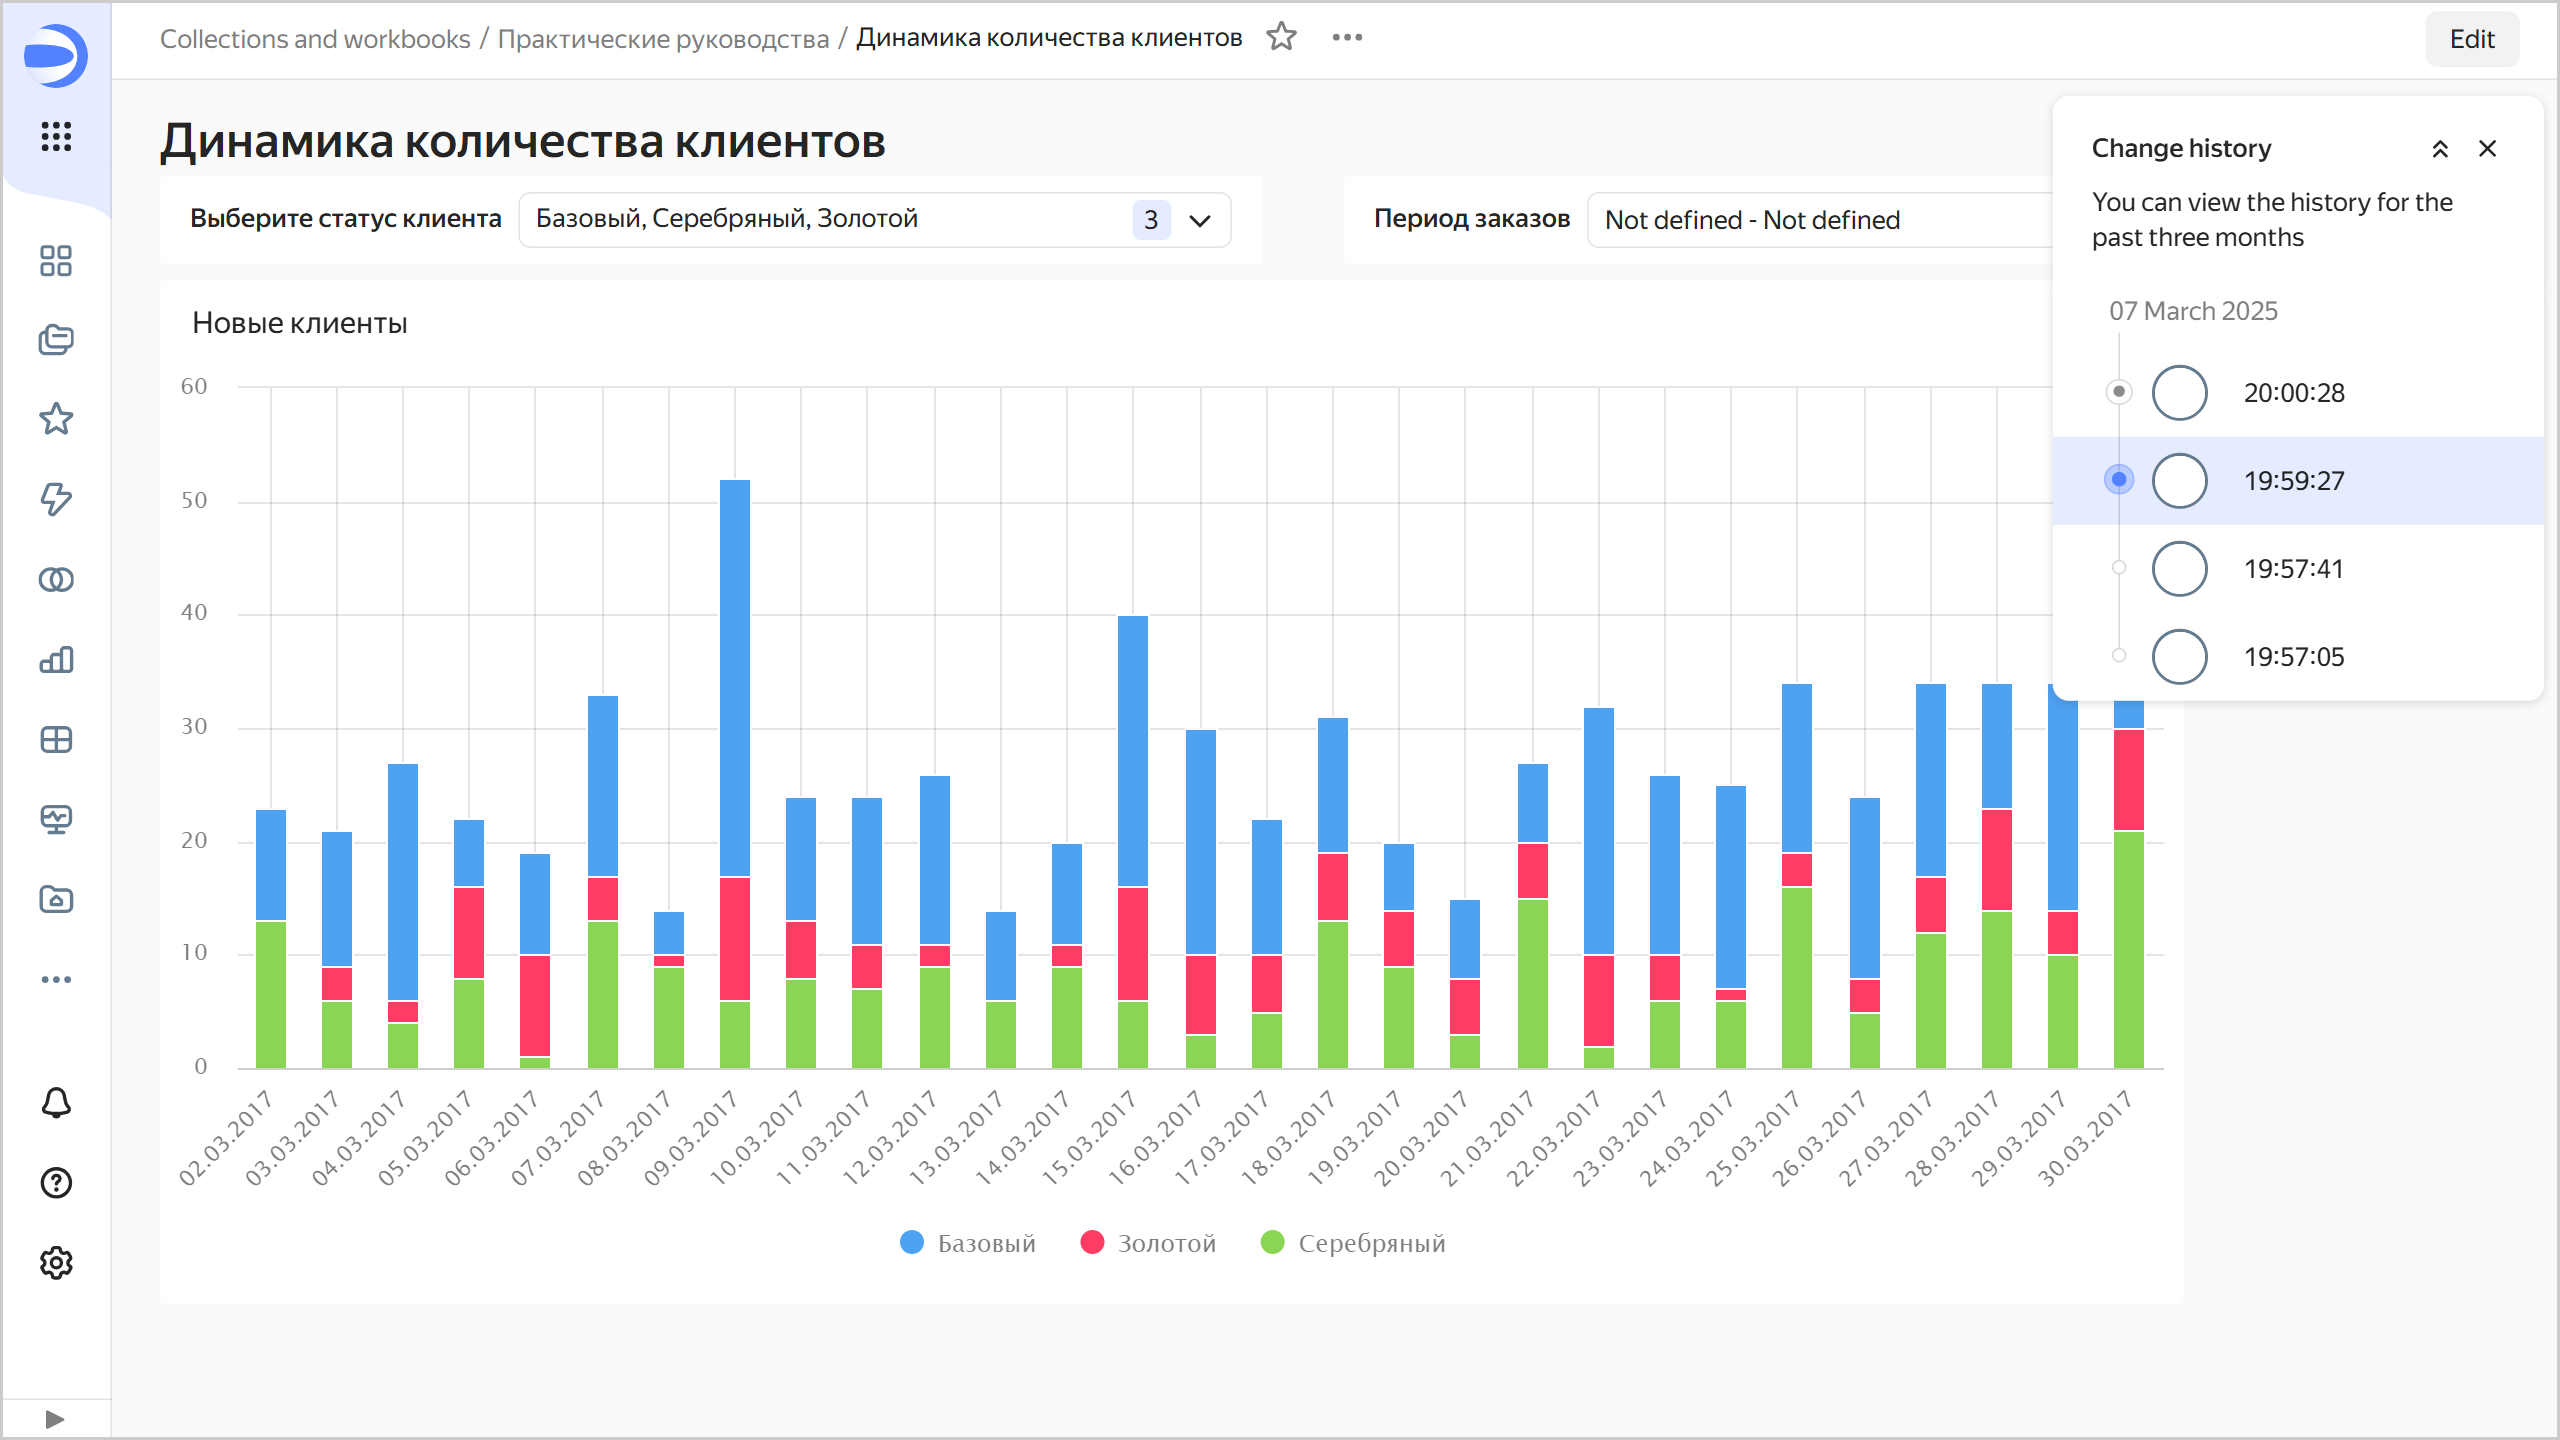 Collections and workbooks / Практические руководства / Динамика количества клиентов
Edit
Динамика количества клиентов
Выберите статус клиента
Базовый, Серебряный, Золотой
3
Период заказов
Not defined - Not defined
Change history
You can view the history for the
past three months
07 March 2025
20:00:28
19:59:27
19:57:41
19:57:05
Новые клиенты
60
50
40
30
20
10
0
02.03.2017
03.03.2017
04.03.2017
05.03.2017
06.03.2017
07.03.2017
08.03.2017
09.03.2017
10.03.2017
11.03.2017
12.03.2017
13.03.2017
14.03.2017
15.03.2017
16.03.2017
17.03.2017
18.03.2017
19.03.2017
20.03.2017
21.03.2017
22.03.2017
23.03.2017
24.03.2017
25.03.2017
26.03.2017
27.03.2017
28.03.2017
29.03.2017
30.03.2017
Базовый
Золотой
Серебряный